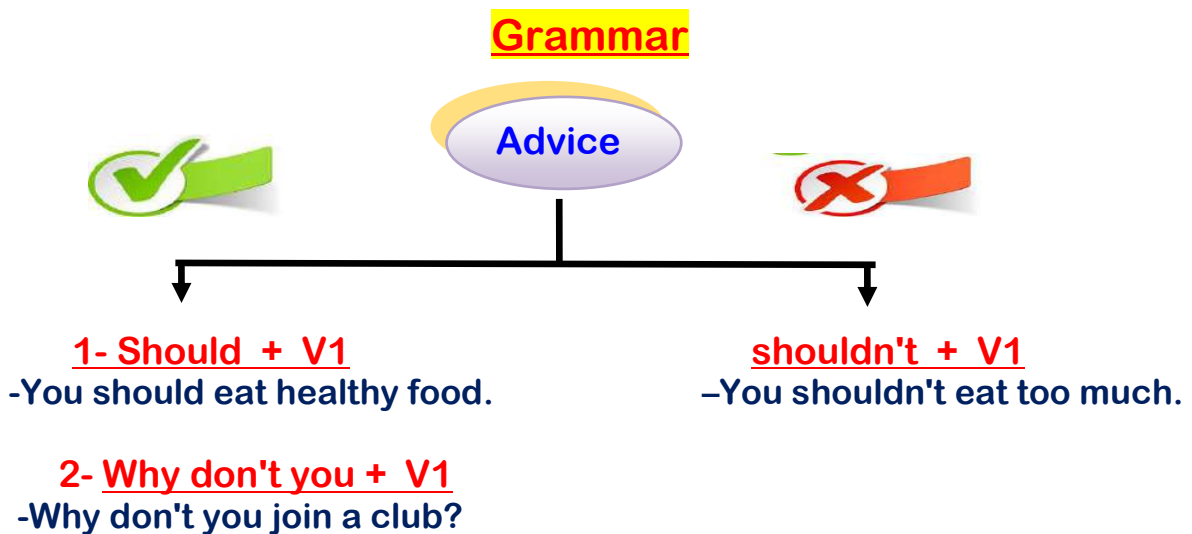 Grammar
Advice
1- Should + V1
-You should eat healthy food.
shouldn't + V1
–You shouldn't eat too much.
2- Why don't you + V1
-Why don't you join a club?